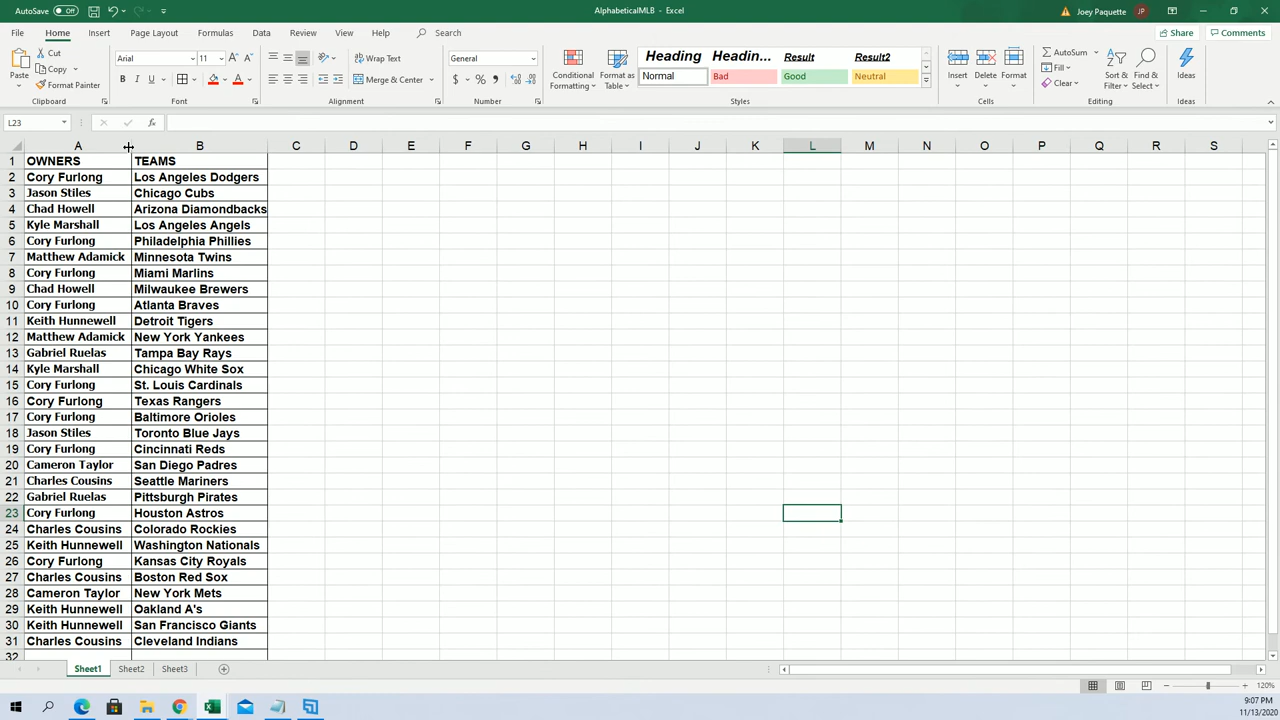 AutoSave Off AlphabeticalMLB - Excel Joey Paquette JP
File Home Insert Page Layout Formulas Data Review View Help Search Share Comments
Paste Cut Copy Format Painter Clipboard
Arial 11 A A B I U A Font
ab Wrap Text Merge & Center Alignment
General $ % , Number
Conditional Formatting Format as Table
Heading Headin... Result Result2
Normal Bad Good Neutral
Styles
Insert Delete Format Cells
AutoSum Fill Clear Sort & Filter Find & Select Editing
Ideas Ideas
L23 fx
A B C D E F G H I J K L M N O P Q R S
1 OWNERS TEAMS
2 Cory Furlong Los Angeles Dodgers
3 Jason Stiles Chicago Cubs
4 Chad Howell Arizona Diamondbacks
5 Kyle Marshall Los Angeles Angels
6 Cory Furlong Philadelphia Phillies
7 Matthew Adamick Minnesota Twins
8 Cory Furlong Miami Marlins
9 Chad Howell Milwaukee Brewers
10 Cory Furlong Atlanta Braves
11 Keith Hunnewell Detroit Tigers
12 Matthew Adamick New York Yankees
13 Gabriel Ruelas Tampa Bay Rays
14 Kyle Marshall Chicago White Sox
15 Cory Furlong St. Louis Cardinals
16 Cory Furlong Texas Rangers
17 Cory Furlong Baltimore Orioles
18 Jason Stiles Toronto Blue Jays
19 Cory Furlong Cincinnati Reds
20 Cameron Taylor San Diego Padres
21 Charles Cousins Seattle Mariners
22 Gabriel Ruelas Pittsburgh Pirates
23 Cory Furlong Houston Astros
24 Charles Cousins Colorado Rockies
25 Keith Hunnewell Washington Nationals
26 Cory Furlong Kansas City Royals
27 Charles Cousins Boston Red Sox
28 Cameron Taylor New York Mets
29 Keith Hunnewell Oakland A's
30 Keith Hunnewell San Francisco Giants
31 Charles Cousins Cleveland Indians
32
Sheet1 Sheet2 Sheet3
120%
9:07 PM
11/13/2020